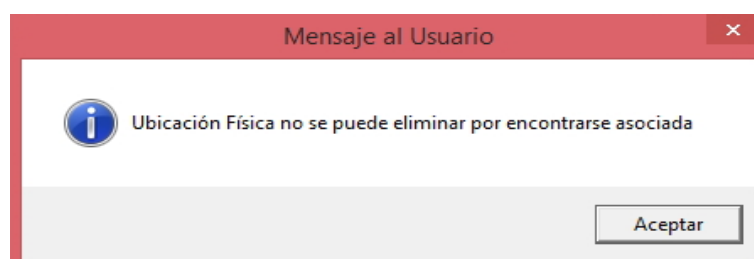 Mensaje al Usuario
Ubicación Física no se puede eliminar por encontrarse asociada
Aceptar